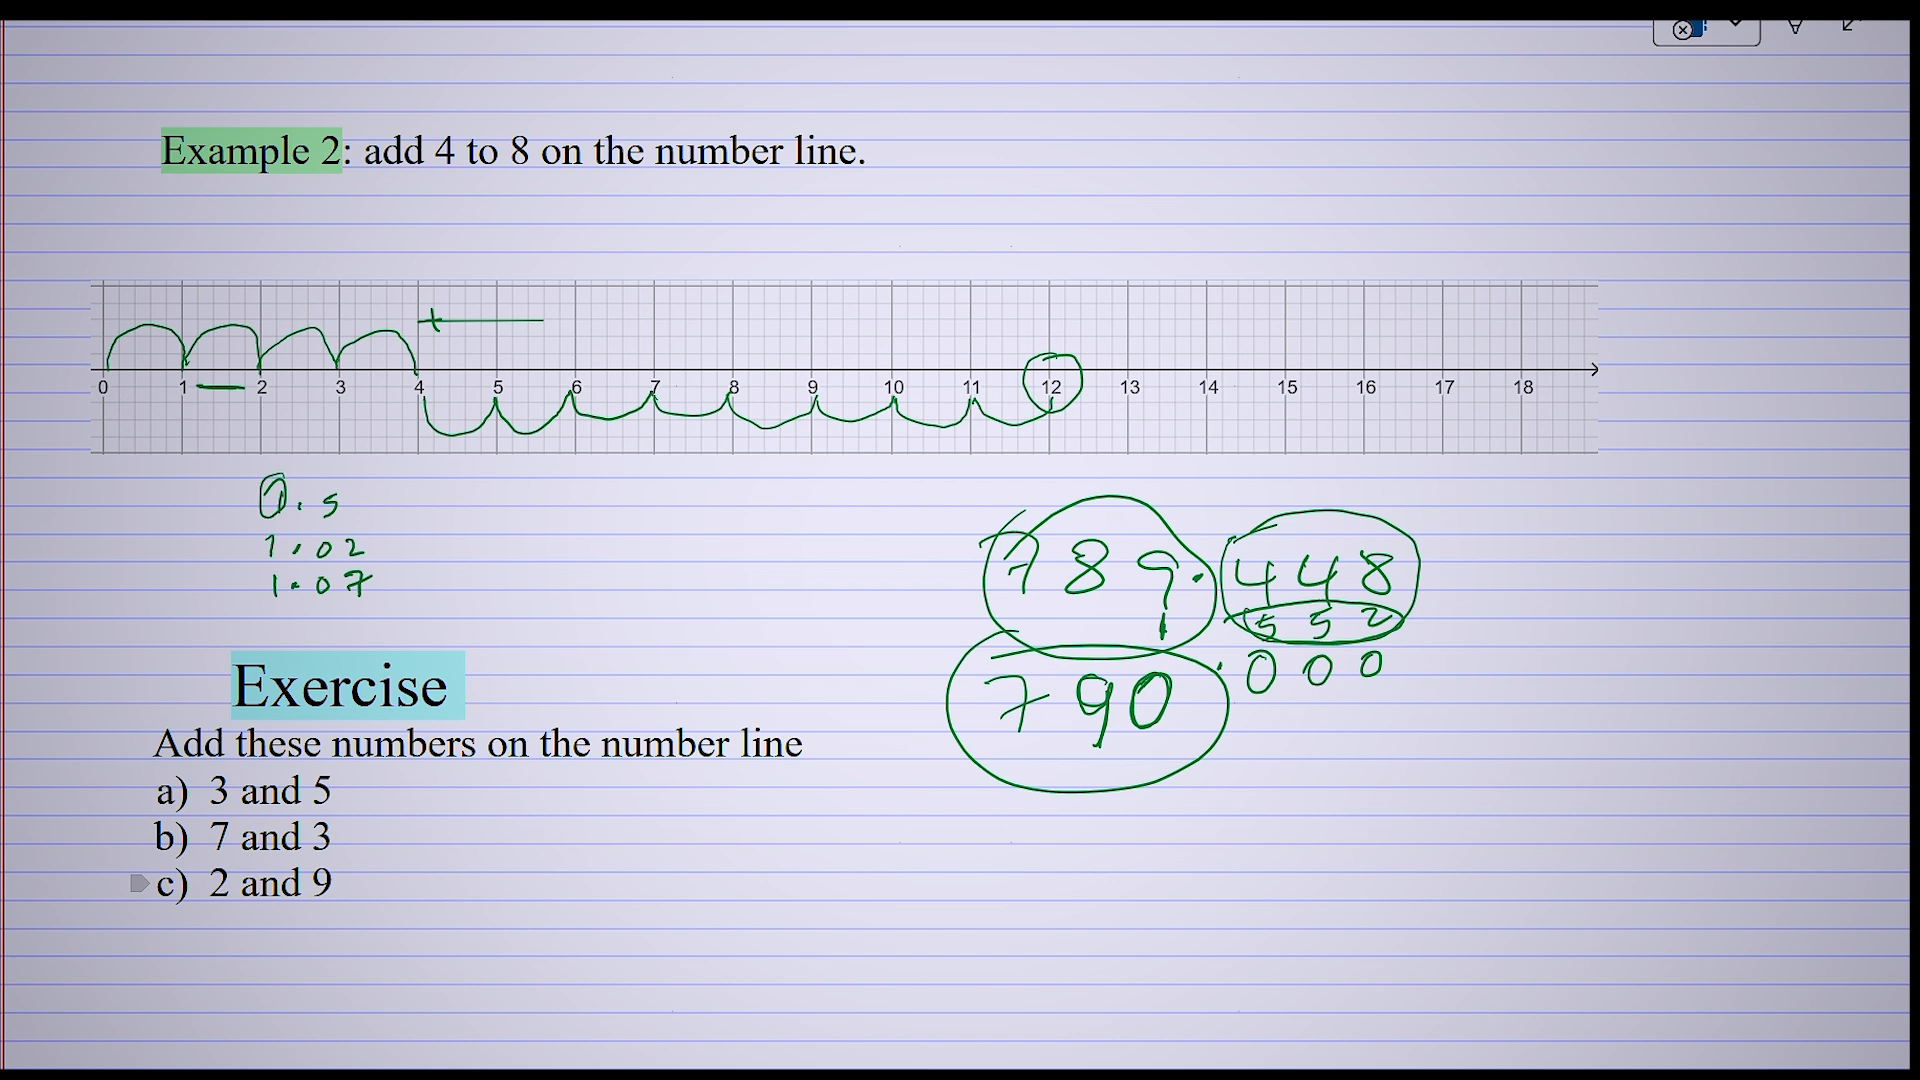 Example 2: add 4 to 8 on the number line.
+
0 1 2 3 4 5 6 7 8 9 10 11 12 13 14 15 16 17 18
1.5
1.02
1.07
789.448
1 552
790.000
Exercise
Add these numbers on the number line
a) 3 and 5
b) 7 and 3
c) 2 and 9